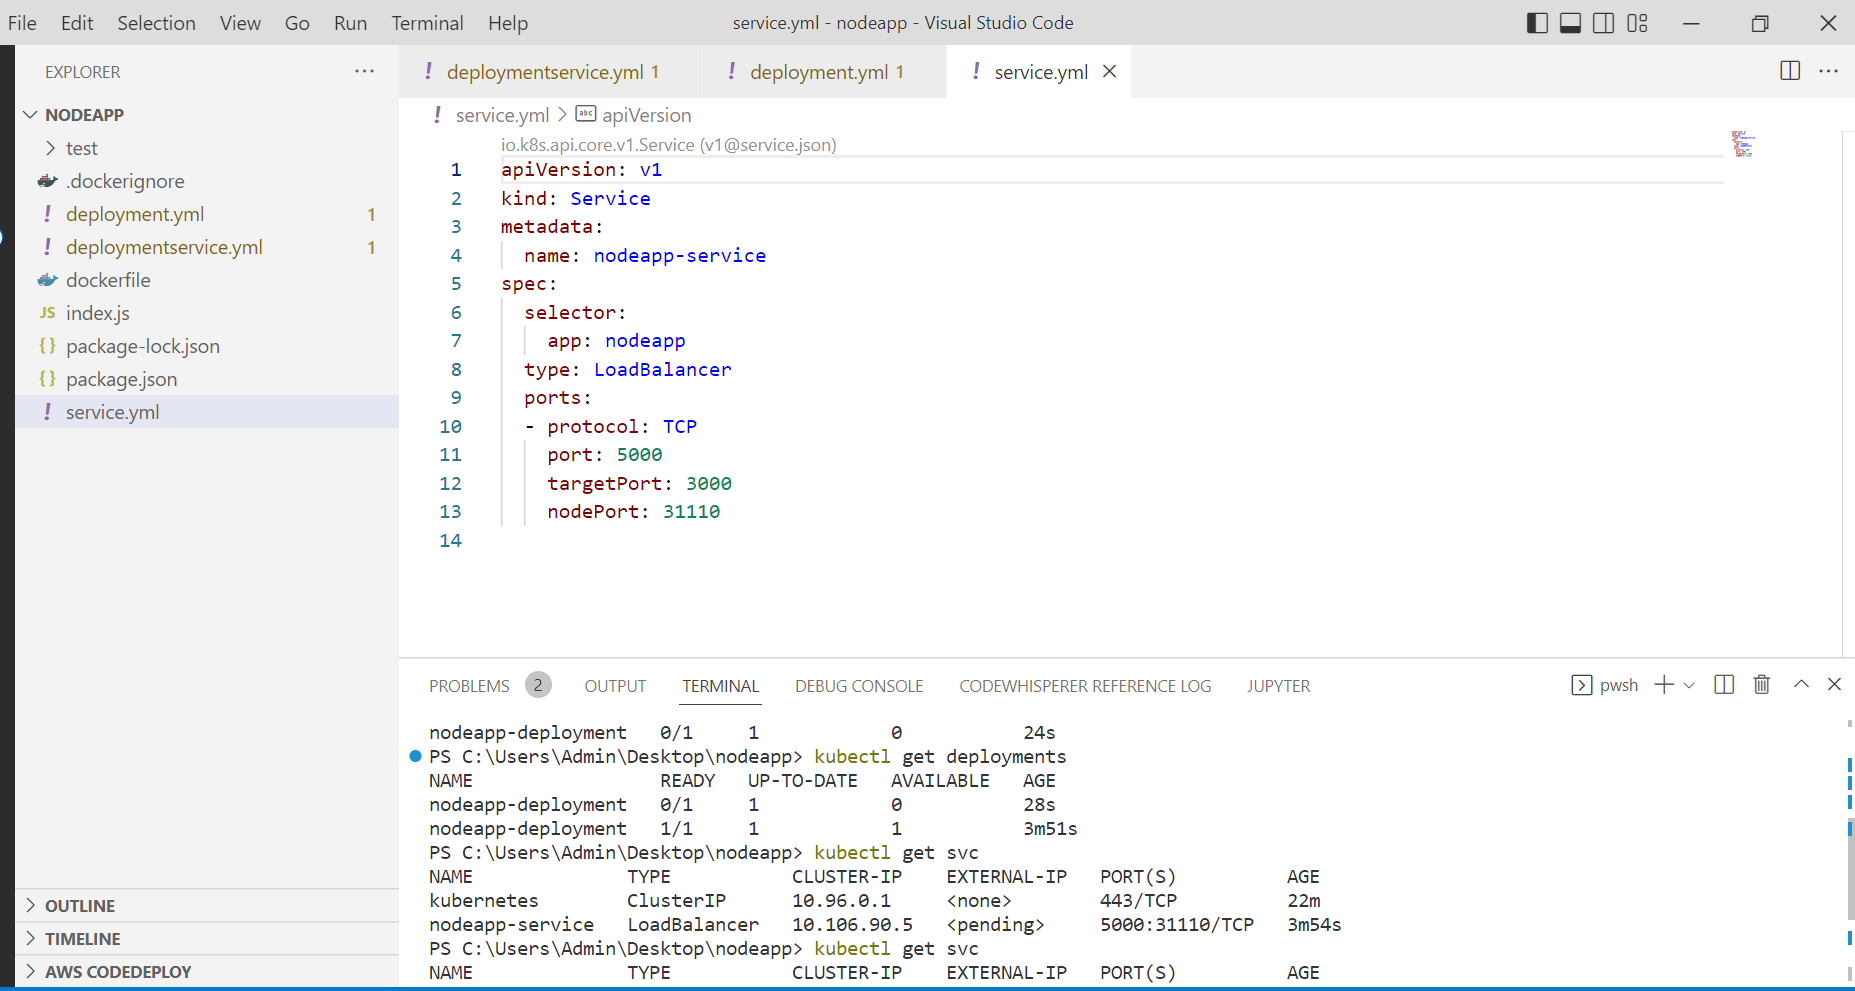 File Edit Selection View Go Run Terminal Help
service.yml - nodeapp - Visual Studio Code
EXPLORER
NODEAPP
test
.dockerignore
deployment.yml 1
deploymentservice.yml 1
dockerfile
JS index.js
{} package-lock.json
{} package.json
! service.yml
OUTLINE
TIMELINE
AWS CODEDEPLOY
! deploymentservice.yml 1
! deployment.yml 1
! service.yml
! service.yml > abc apiVersion
io.k8s.api.core.v1.Service (v1@service.json)
1 apiVersion: v1
2 kind: Service
3 metadata:
4 name: nodeapp-service
5 spec:
6 selector:
7 app: nodeapp
8 type: LoadBalancer
9 ports:
10 - protocol: TCP
11 port: 5000
12 targetPort: 3000
13 nodePort: 31110
14
PROBLEMS 2 OUTPUT TERMINAL DEBUG CONSOLE CODEWHISPERER REFERENCE LOG JUPYTER
pwsh
nodeapp-deployment 0/1 1 0 24s
PS C:\Users\Admin\Desktop\nodeapp> kubectl get deployments
NAME READY UP-TO-DATE AVAILABLE AGE
nodeapp-deployment 0/1 1 0 28s
nodeapp-deployment 1/1 1 1 3m51s
PS C:\Users\Admin\Desktop\nodeapp> kubectl get svc
NAME TYPE CLUSTER-IP EXTERNAL-IP PORT(S) AGE
kubernetes ClusterIP 10.96.0.1 <none> 443/TCP 22m
nodeapp-service LoadBalancer 10.106.90.5 <pending> 5000:31110/TCP 3m54s
PS C:\Users\Admin\Desktop\nodeapp> kubectl get svc
NAME TYPE CLUSTER-IP EXTERNAL-IP PORT(S) AGE